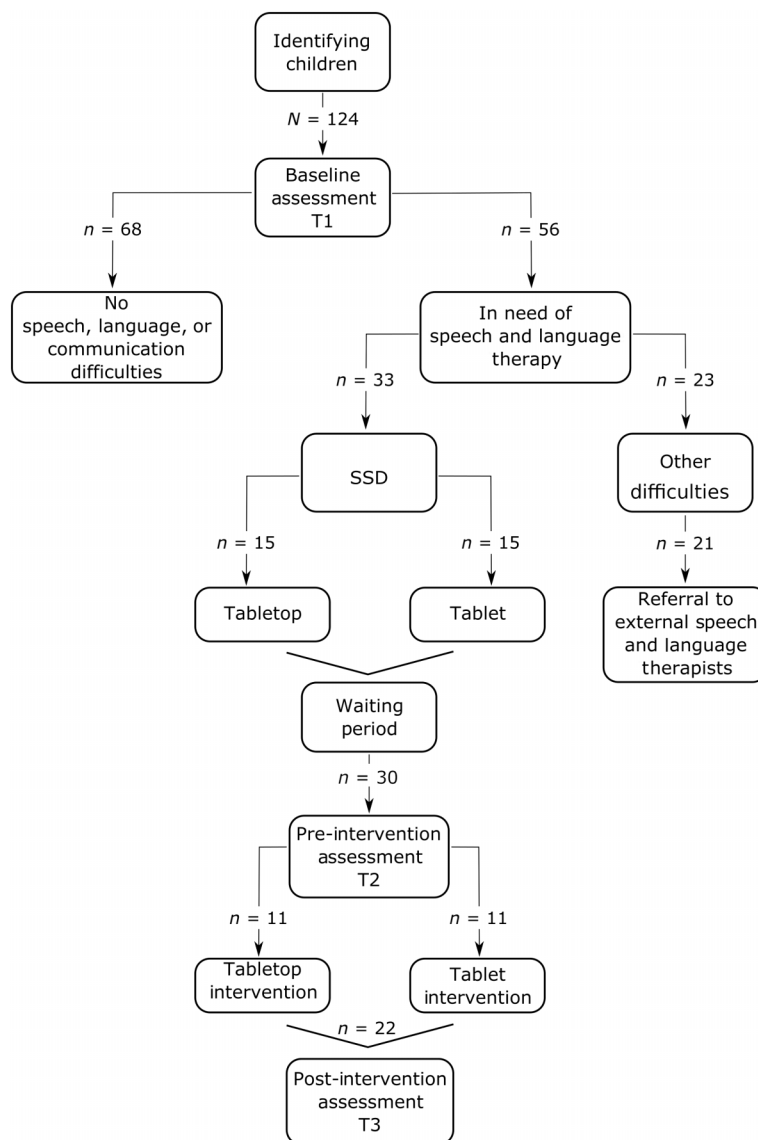 Identifying
children
N = 124
Baseline
assessment
T1
n = 68
n = 56
No
speech, language, or
communication
difficulties
In need of
speech and language
therapy
n = 33
n = 23
SSD
Other
difficulties
n = 15
n = 15
n = 21
Tabletop
Tablet
Referral to
external speech
and language
therapists
Waiting
period
n = 30
Pre-intervention
assessment
T2
n = 11
n = 11
Tabletop
intervention
Tablet
intervention
n = 22
Post-intervention
assessment
T3